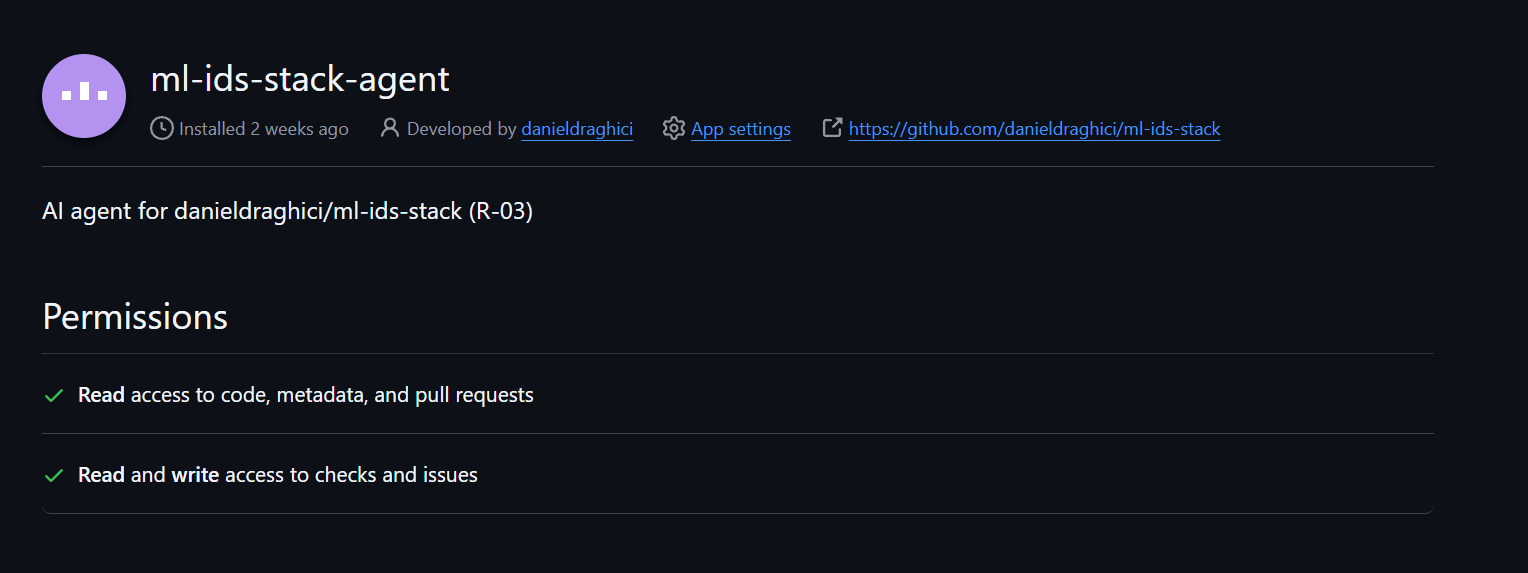 ml-ids-stack-agent
Installed 2 weeks ago Developed by danieldraghici App settings https://github.com/danieldraghici/ml-ids-stack
AI agent for danieldraghici/ml-ids-stack (R-03)
Permissions
Read access to code, metadata, and pull requests
Read and write access to checks and issues